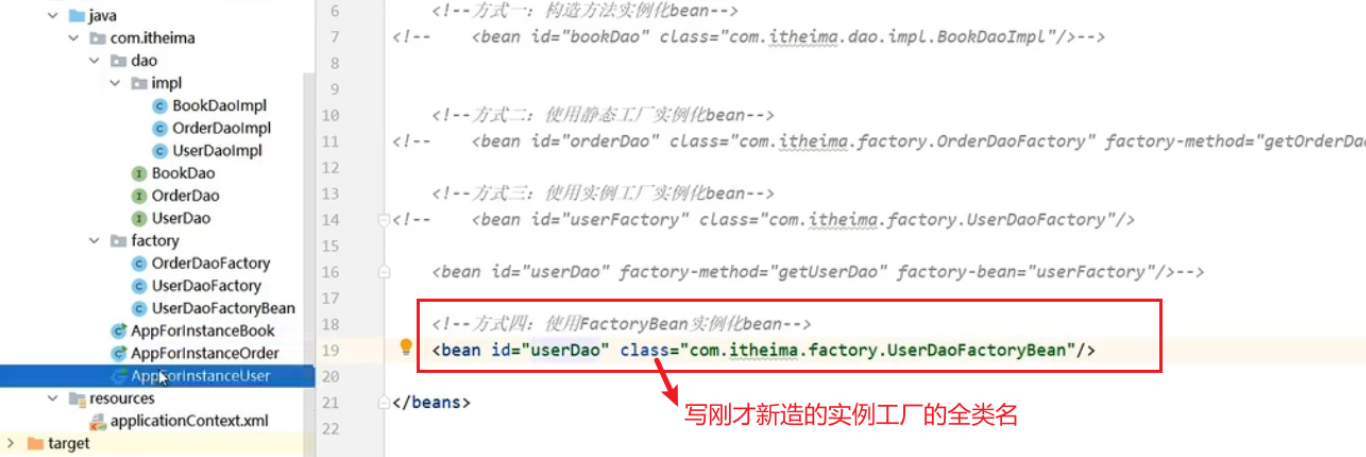 java
com.itheima
dao
impl
BookDaoImpl
OrderDaoImpl
UserDaoImpl
BookDao
OrderDao
UserDao
factory
OrderDaoFactory
UserDaoFactory
UserDaoFactoryBean
AppForInstanceBook
AppForInstanceOrder
AppForInstanceUser
resources
applicationContext.xml
target
6 <!--方式一：构造方法实例化bean-->
7 <!-- <bean id="bookDao" class="com.itheima.dao.impl.BookDaoImpl"/>-->
8
9
10 <!--方式二：使用静态工厂实例化bean-->
11 <!-- <bean id="orderDao" class="com.itheima.factory.OrderDaoFactory" factory-method="getOrderDao
12
13 <!--方式三：使用实例工厂实例化bean-->
14 <!-- <bean id="userFactory" class="com.itheima.factory.UserDaoFactory"/>
15
16 <bean id="userDao" factory-method="getUserDao" factory-bean="userFactory"/>-->
17
18 <!--方式四：使用FactoryBean实例化bean-->
19 <bean id="userDao" class="com.itheima.factory.UserDaoFactoryBean"/>
20
21 </beans>
22
写刚才新造的实例工厂的全类名